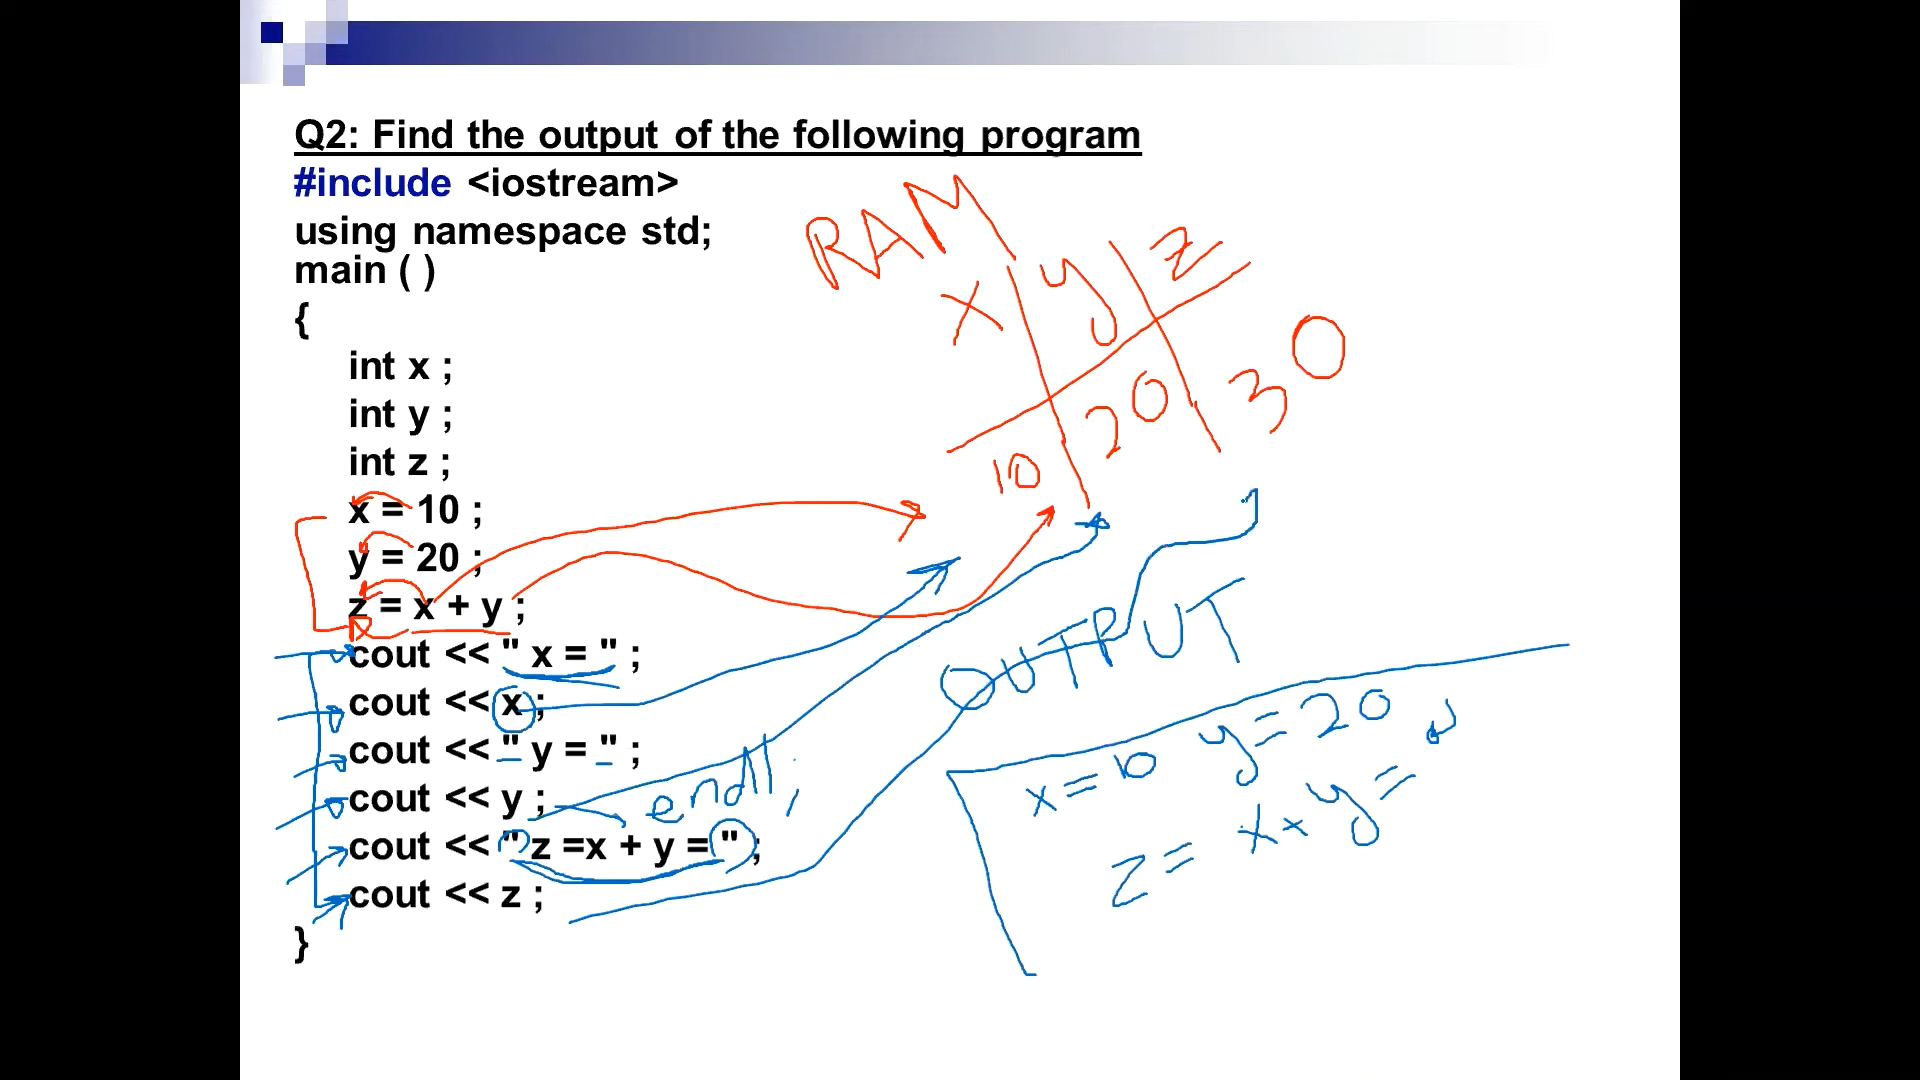 Q2: Find the output of the following program
#include <iostream>
using namespace std;
main ( )
{
int x ;
int y ;
int z ;
x = 10 ;
y = 20 ;
z = x + y ;
cout << " x = " ;
cout << x ;
cout << " y = " ;
cout << y ; endl;
cout << " z =x + y = " ;
cout << z ;
}
RAM
x y z
10 20 30
OUTPUT
x = 10 y = 20
z = x + y =